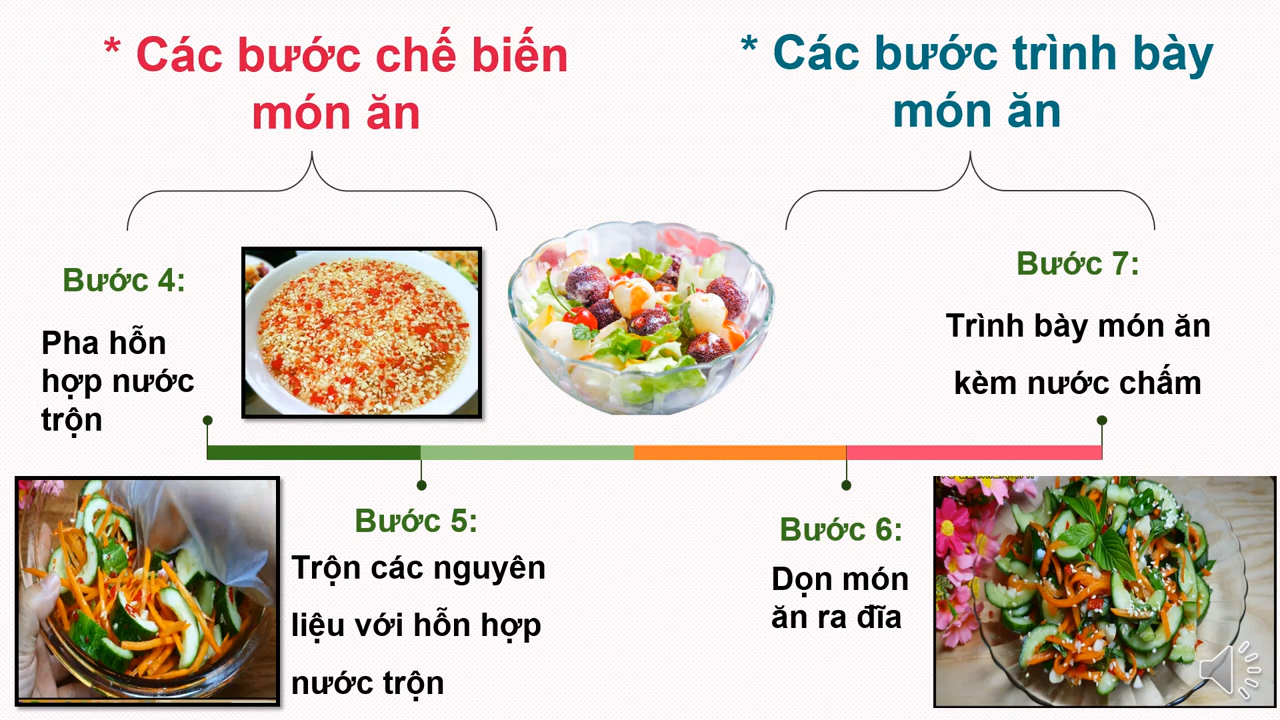 * Các bước chế biến
món ăn
* Các bước trình bày
món ăn
Bước 4:
Pha hỗn
hợp nước
trộn
Bước 5:
Trộn các nguyên
liệu với hỗn hợp
nước trộn
Bước 6:
Dọn món
ăn ra đĩa
Bước 7:
Trình bày món ăn
kèm nước chấm